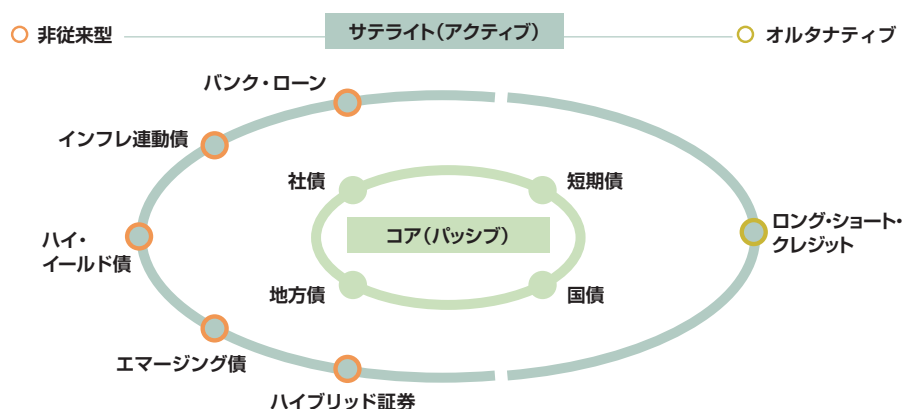 非従来型
サテライト(アクティブ)
オルタナティブ
バンク・ローン
インフレ連動債
社債
短期債
ハイ・
イールド債
コア(パッシブ)
ロング・ショート・
クレジット
地方債
国債
エマージング債
ハイブリッド証券